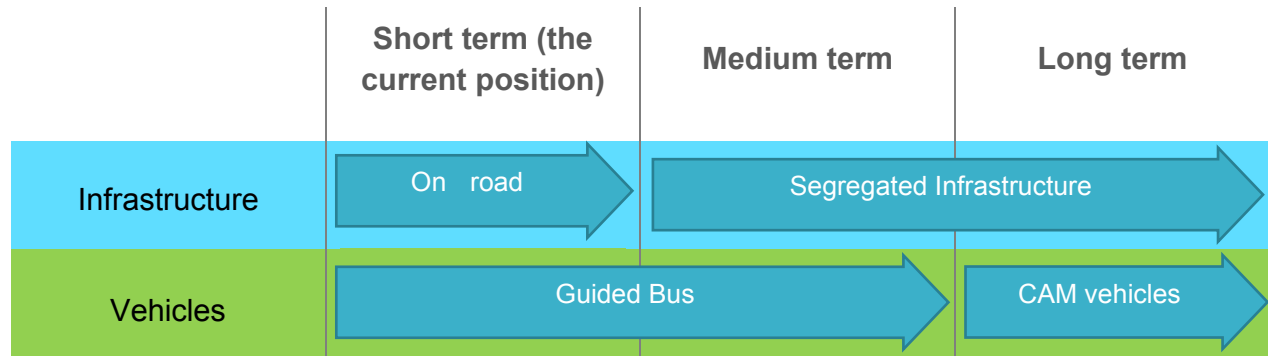 Short term (the
current position)
Medium term
Long term
Infrastructure
On road
Segregated Infrastructure
Vehicles
Guided Bus
CAM vehicles